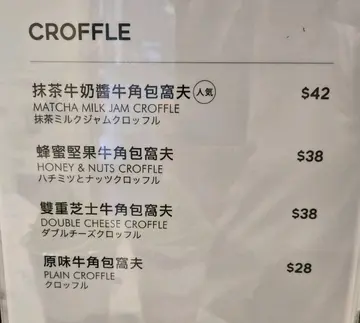 CROFFLE
抹茶牛奶醬牛角包窩夫 人気 $42
MATCHA MILK JAM CROFFLE
抹茶ミルクジャムクロッフル
蜂蜜堅果牛角包窩夫 $38
HONEY & NUTS CROFFLE
ハチミツとナッツクロッフル
雙重芝士牛角包窩夫 $38
DOUBLE CHEESE CROFFLE
ダブルチーズクロッフル
原味牛角包窩夫 $28
PLAIN CROFFLE
クロッフル